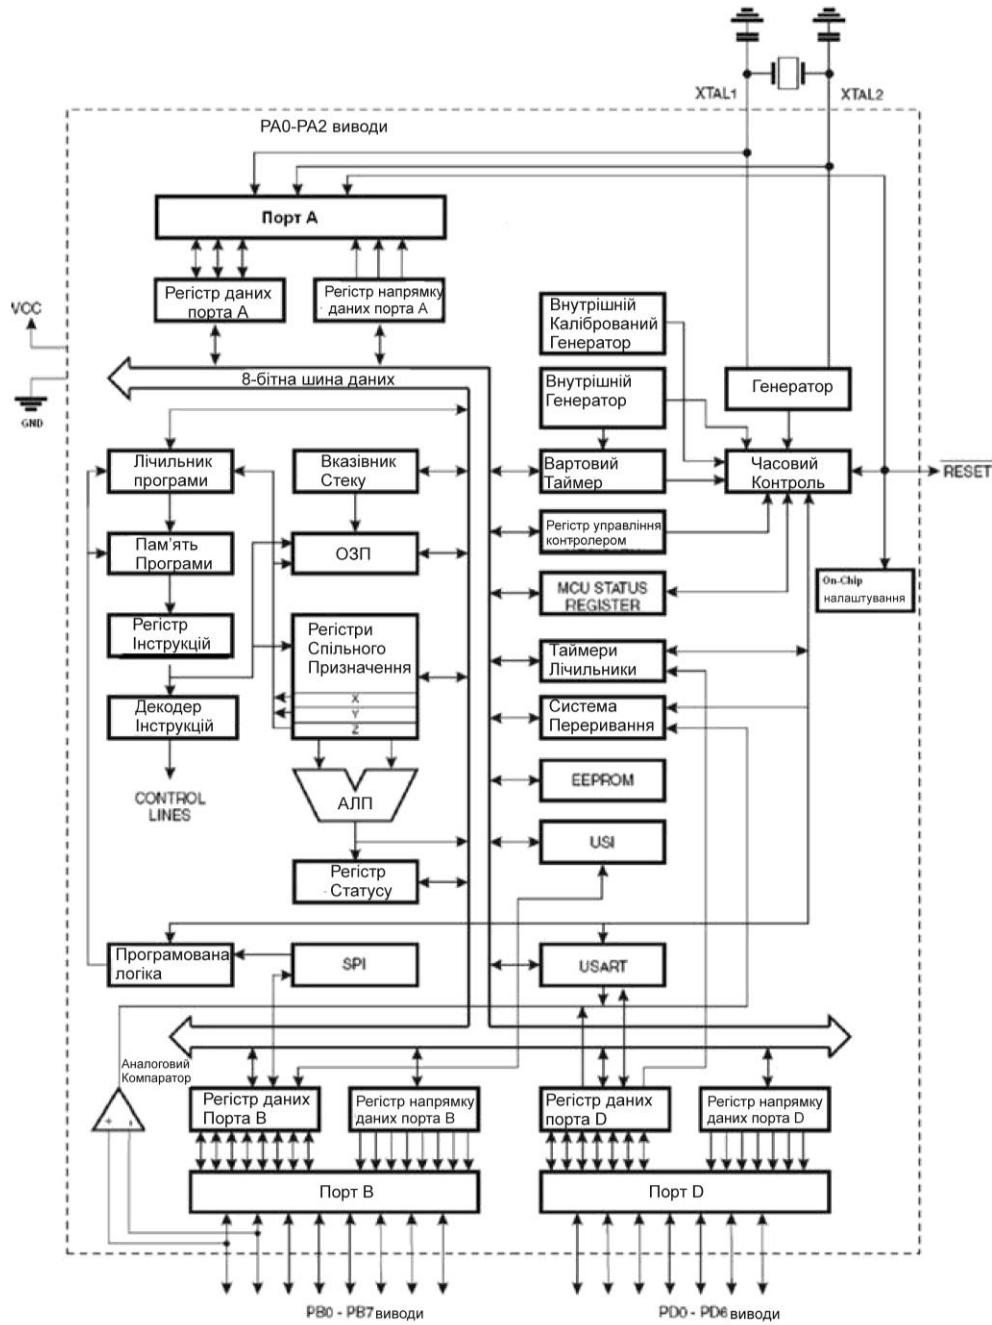 XTAL1
XTAL2
PA0-PA2 виводи
Порт А
Регістр даних
порта А
Регістр напрямку
даних порта А
VCC
GND
8-бітна шина даних
Внутрішній
Калібрований
Генератор
Внутрішній
Генератор
Генератор
Лічильник
програми
Вказівник
Стеку
Вартовий
Таймер
Часовий
Контроль
RESET
Пам'ять
Програми
ОЗП
Регістр управління
контролером
On-Chip
налаштування
MCU STATUS
REGISTER
Регістр
Інструкцій
Регістри
Спільного
Призначення
X
Y
Z
Таймери
Лічильники
Декодер
Інструкцій
Система
Переривання
CONTROL
LINES
АЛП
EEPROM
USI
Регістр
Статусу
Програмована
логіка
SPI
USART
Аналоговий
Компаратор
+
Регістр даних
Порта В
Регістр напрямку
даних порта В
Регістр даних
порта D
Регістр напрямку
даних порта D
Порт В
Порт D
PB0 - PB7 виводи
PD0 - PD6 виводи